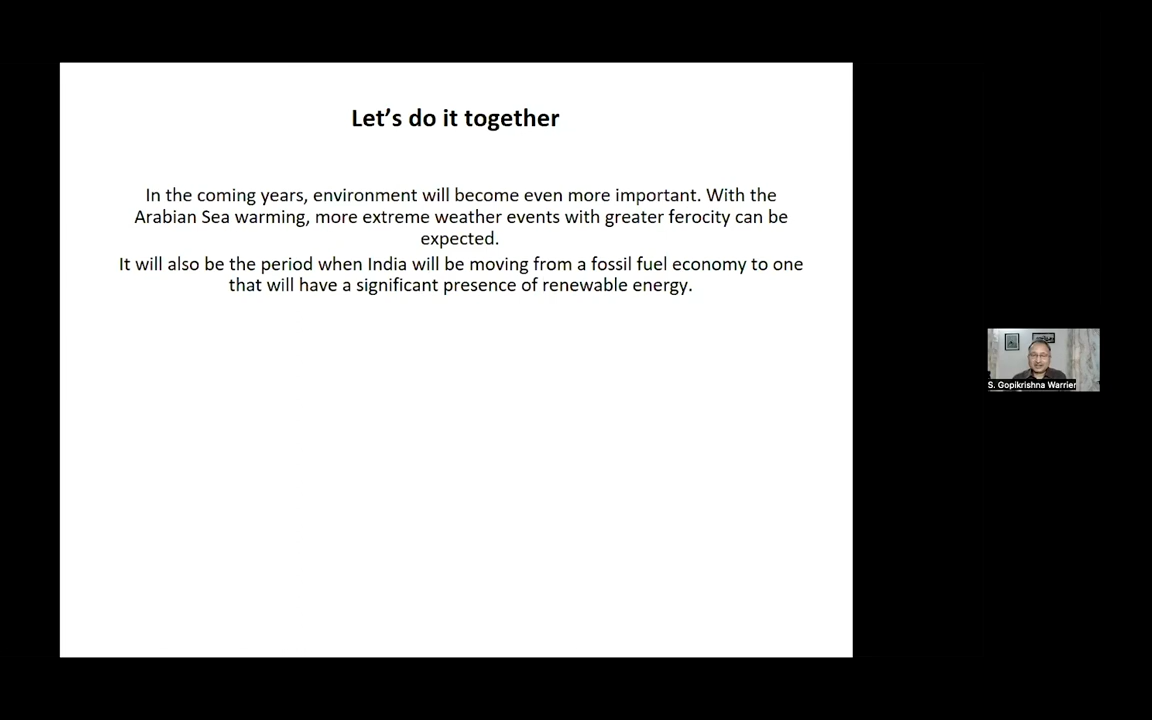 Let's do it together
In the coming years, environment will become even more important. With the
Arabian Sea warming, more extreme weather events with greater ferocity can be
expected.
It will also be the period when India will be moving from a fossil fuel economy to one
that will have a significant presence of renewable energy.
S. Gopikrishna Warrier